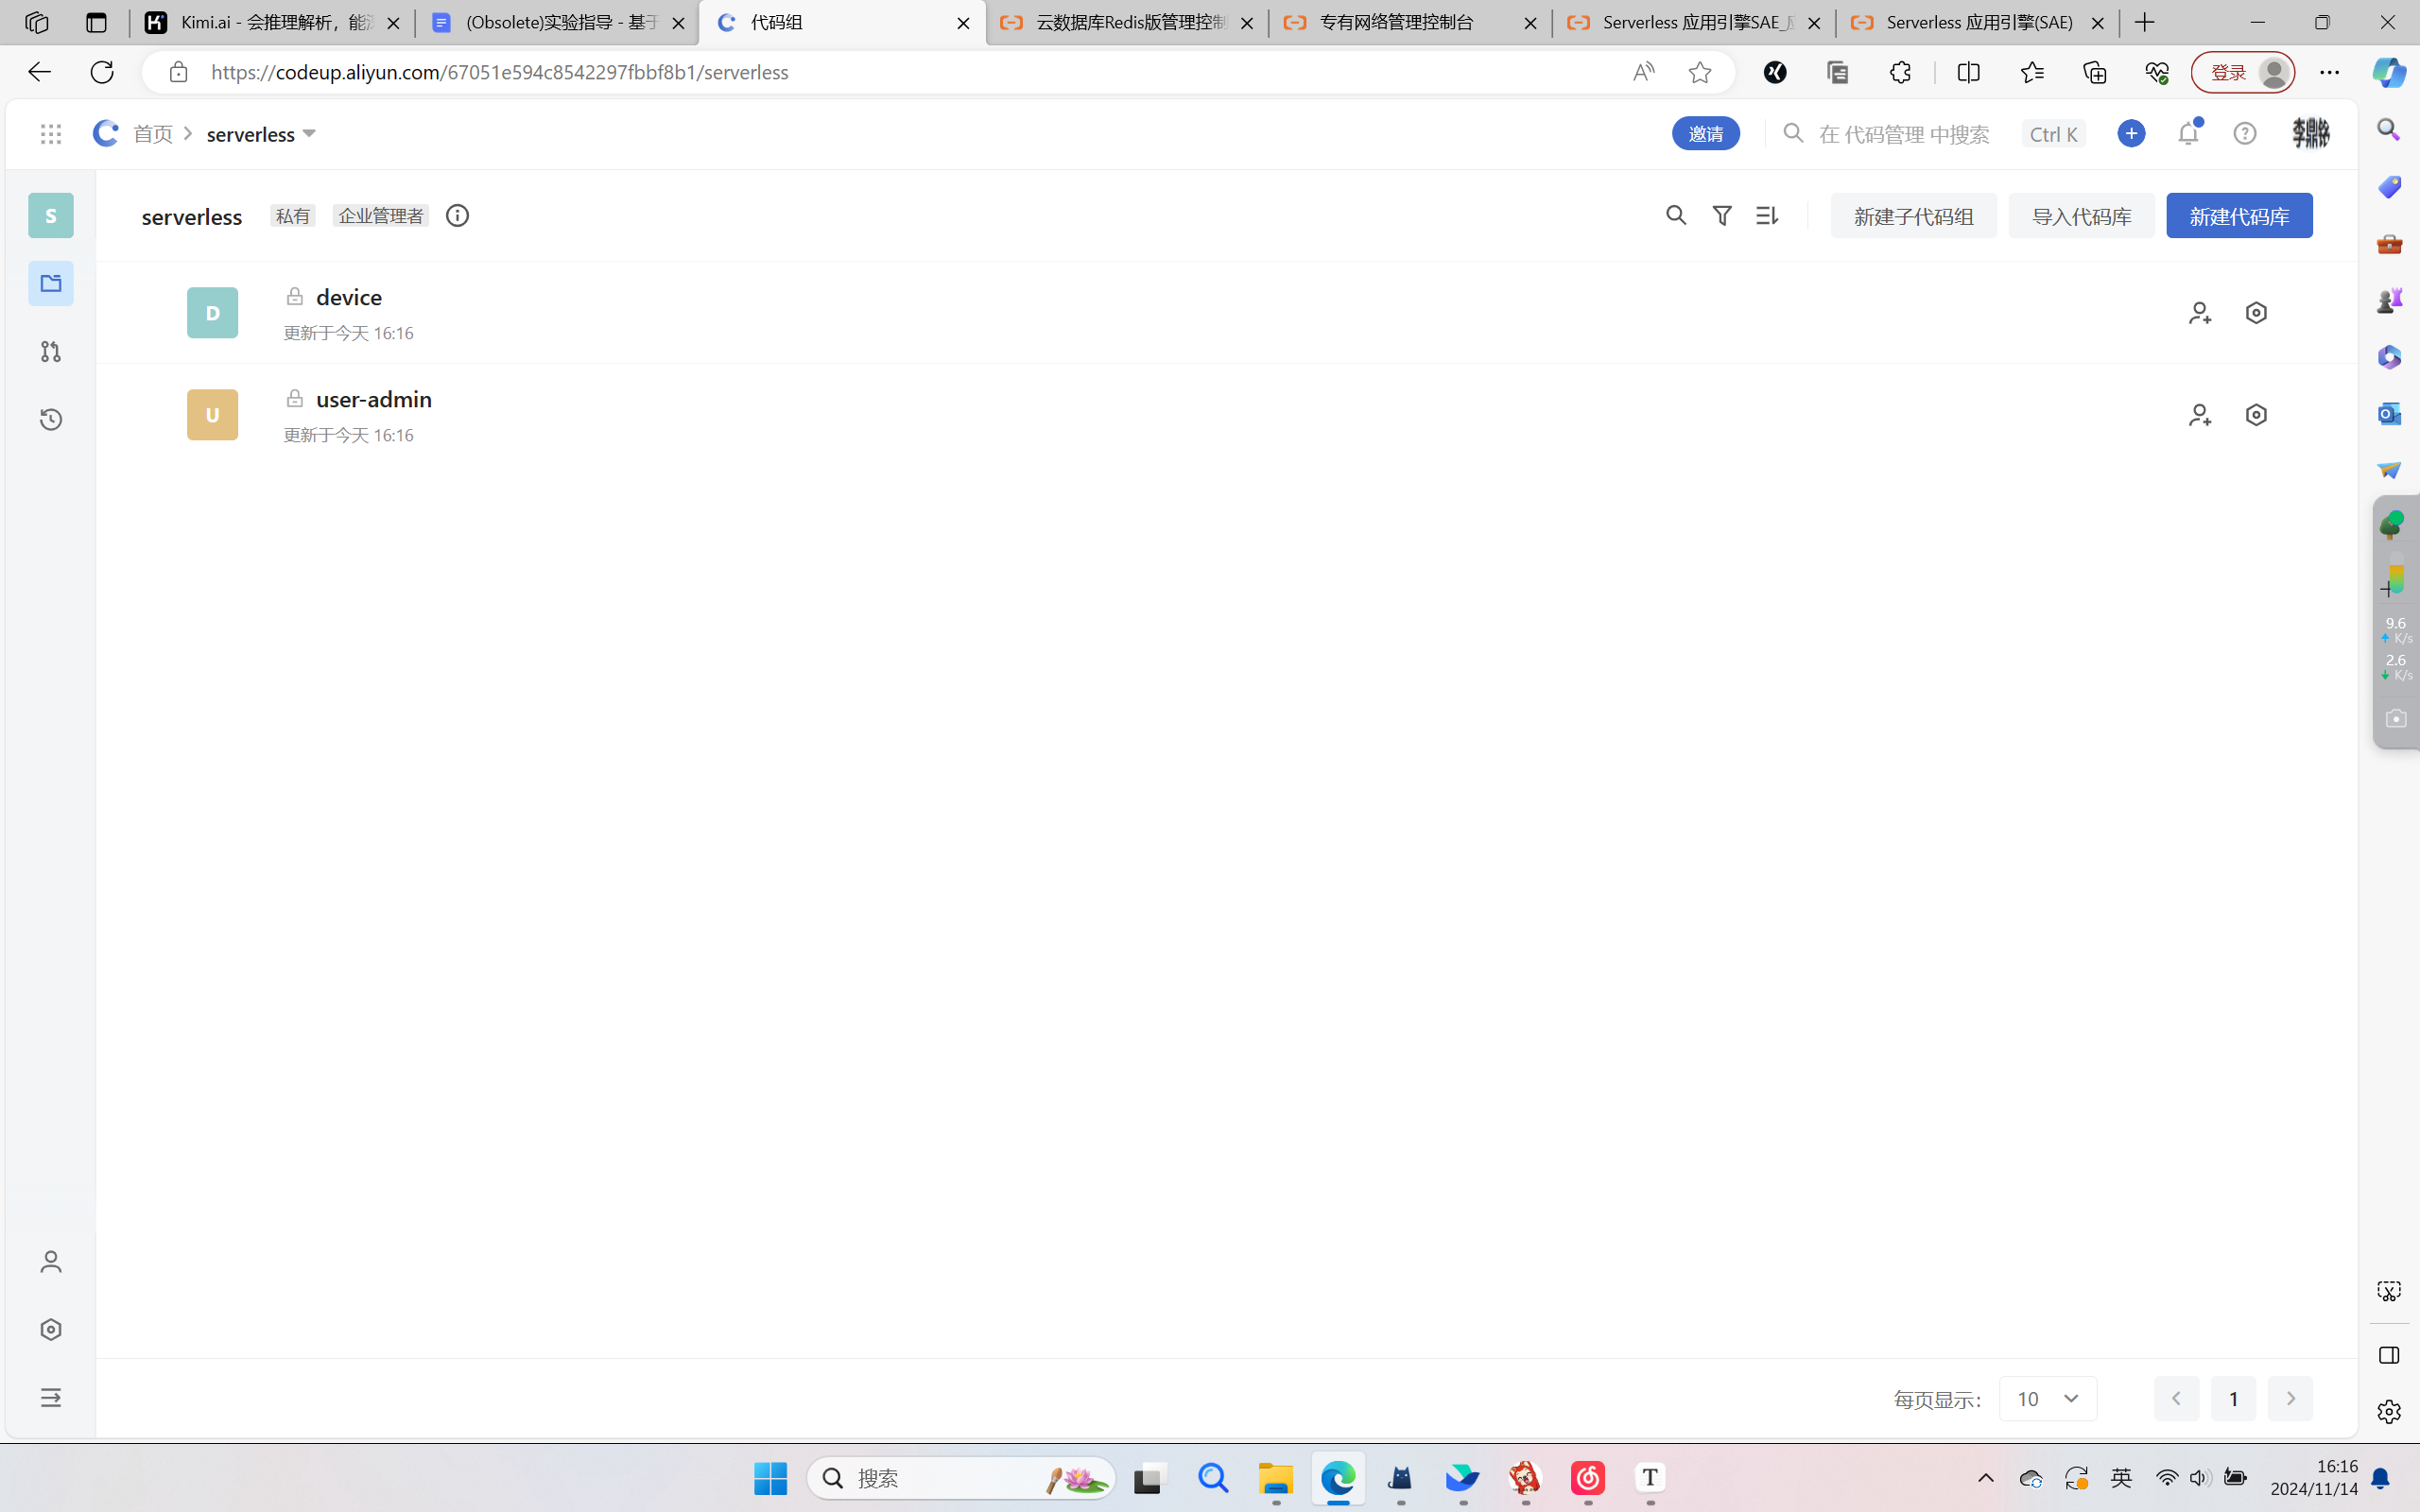 Kimi.ai - 会推理解析，能深
(Obsolete)实验指导 - 基于
代码组
云数据库Redis版管理控制
专有网络管理控制台
Serverless 应用引擎SAE_应
Serverless 应用引擎(SAE)
https://codeup.aliyun.com/67051e594c8542297fbbf8b1/serverless
登录
首页
serverless
邀请
在 代码管理 中搜索
Ctrl K
李鼎铭
S
serverless
私有
企业管理者
新建子代码组
导入代码库
新建代码库
D
device
更新于今天 16:16
U
user-admin
更新于今天 16:16
9.6
K/s
2.6
K/s
每页显示：
10
1
搜索
T
英
16:16
2024/11/14